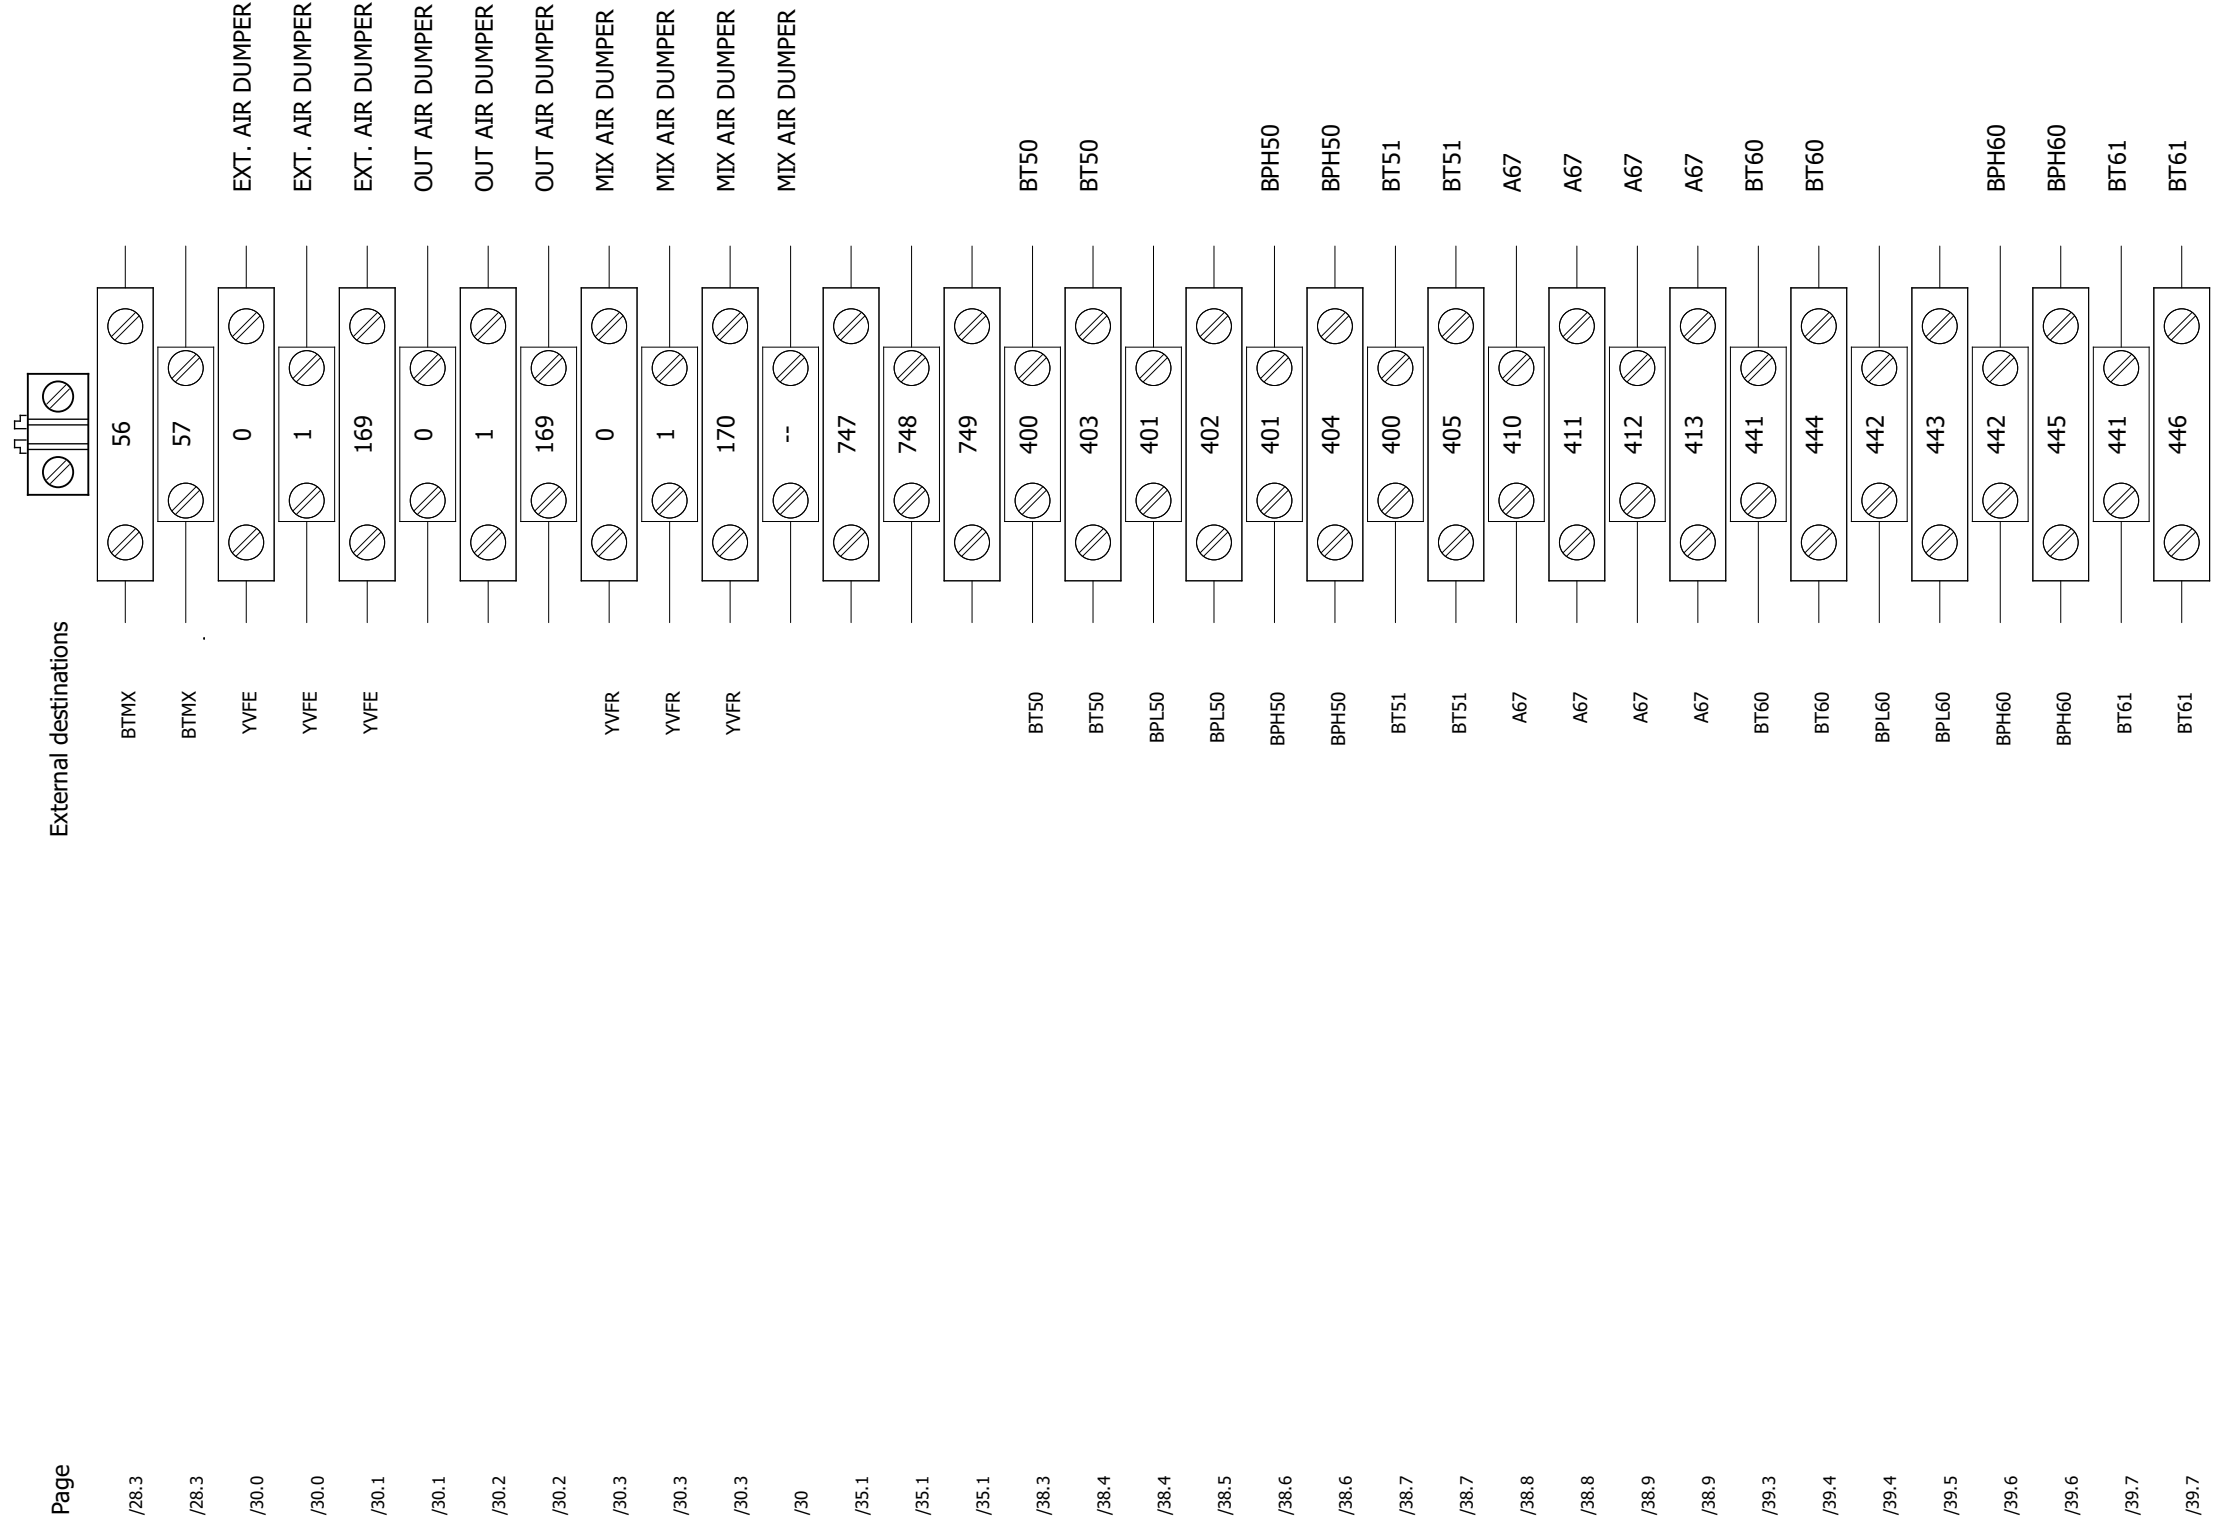 EXT. AIR DUMPER
EXT. AIR DUMPER
EXT. AIR DUMPER
OUT AIR DUMPER
OUT AIR DUMPER
OUT AIR DUMPER
MIX AIR DUMPER
MIX AIR DUMPER
MIX AIR DUMPER
MIX AIR DUMPER
BT50
BT50
BPH50
BPH50
BT51
BT51
A67
A67
A67
A67
BT60
BT60
BPH60
BPH60
BT61
BT61
56
57
0
1
169
0
1
169
0
1
170
--
747
748
749
400
403
401
402
401
404
400
405
410
411
412
413
441
444
442
443
442
445
441
446
External destinations
BTMX
BTMX
YVFE
YVFE
YVFE
YVFR
YVFR
YVFR
BT50
BT50
BPL50
BPL50
BPH50
BPH50
BT51
BT51
A67
A67
A67
A67
BT60
BT60
BPL60
BPL60
BPH60
BPH60
BT61
BT61
Page
/28.3
/28.3
/30.0
/30.0
/30.1
/30.1
/30.2
/30.2
/30.3
/30.3
/30.3
/30
/35.1
/35.1
/35.1
/38.3
/38.4
/38.4
/38.5
/38.6
/38.6
/38.7
/38.7
/38.8
/38.8
/38.9
/38.9
/39.3
/39.4
/39.4
/39.5
/39.6
/39.6
/39.7
/39.7